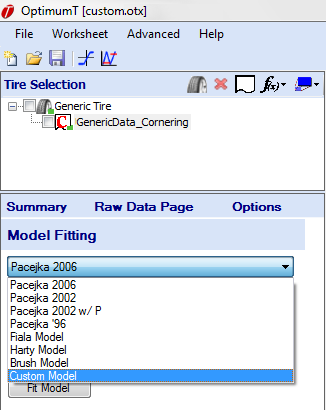 OptimumT [custom.otx]
File Worksheet Advanced Help
Tire Selection f(x)
Generic Tire
C GenericData_Cornering
Summary Raw Data Page Options
Model Fitting
Pacejka 2006
Pacejka 2006
Pacejka 2002
Pacejka 2002 w/ P
Pacejka '96
Fiala Model
Harty Model
Brush Model
Custom Model
Fit Model